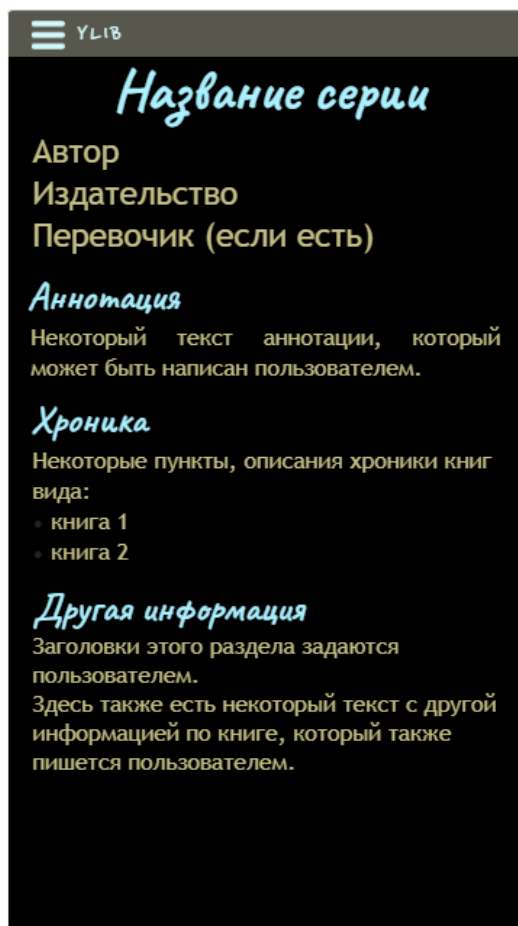 YLIB
Название серии
Автор
Издательство
Перевочик (если есть)
Аннотация
Некоторый текст аннотации, который
может быть написан пользователем.
Хроника
Некоторые пункты, описания хроники книг
вида:
• книга 1
• книга 2
Другая информация
Заголовки этого раздела задаются
пользователем.
Здесь также есть некоторый текст с другой
информацией по книге, который также
пишется пользователем.